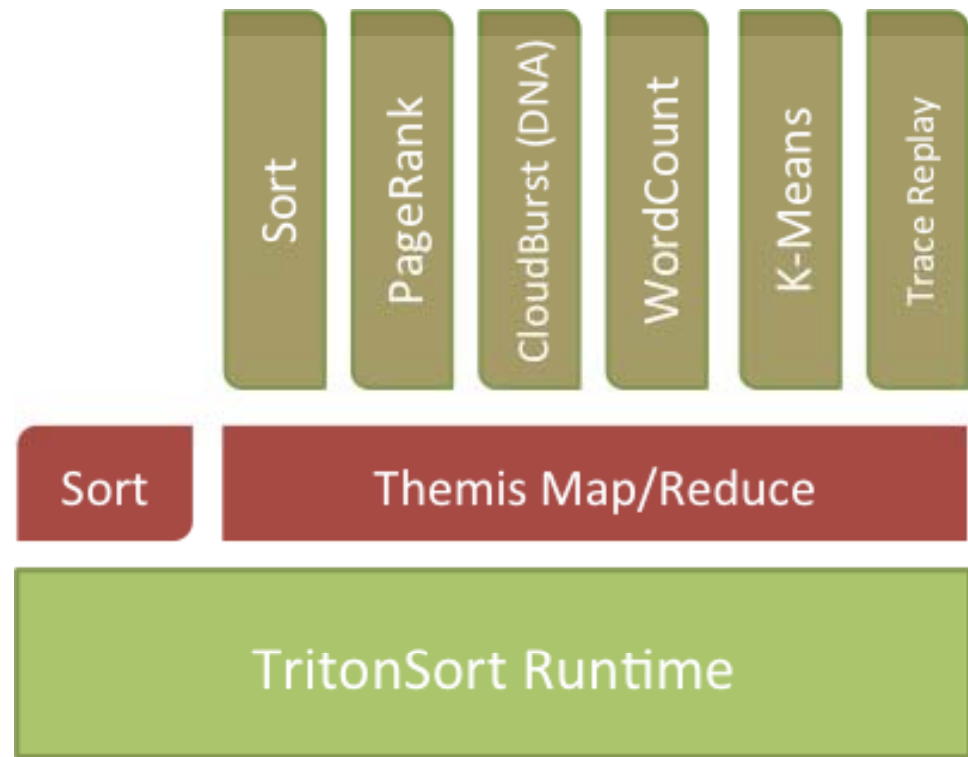 Sort
PageRank
CloudBurst (DNA)
WordCount
K-Means
Trace Replay
Sort
Themis Map/Reduce
TritonSort Runtime